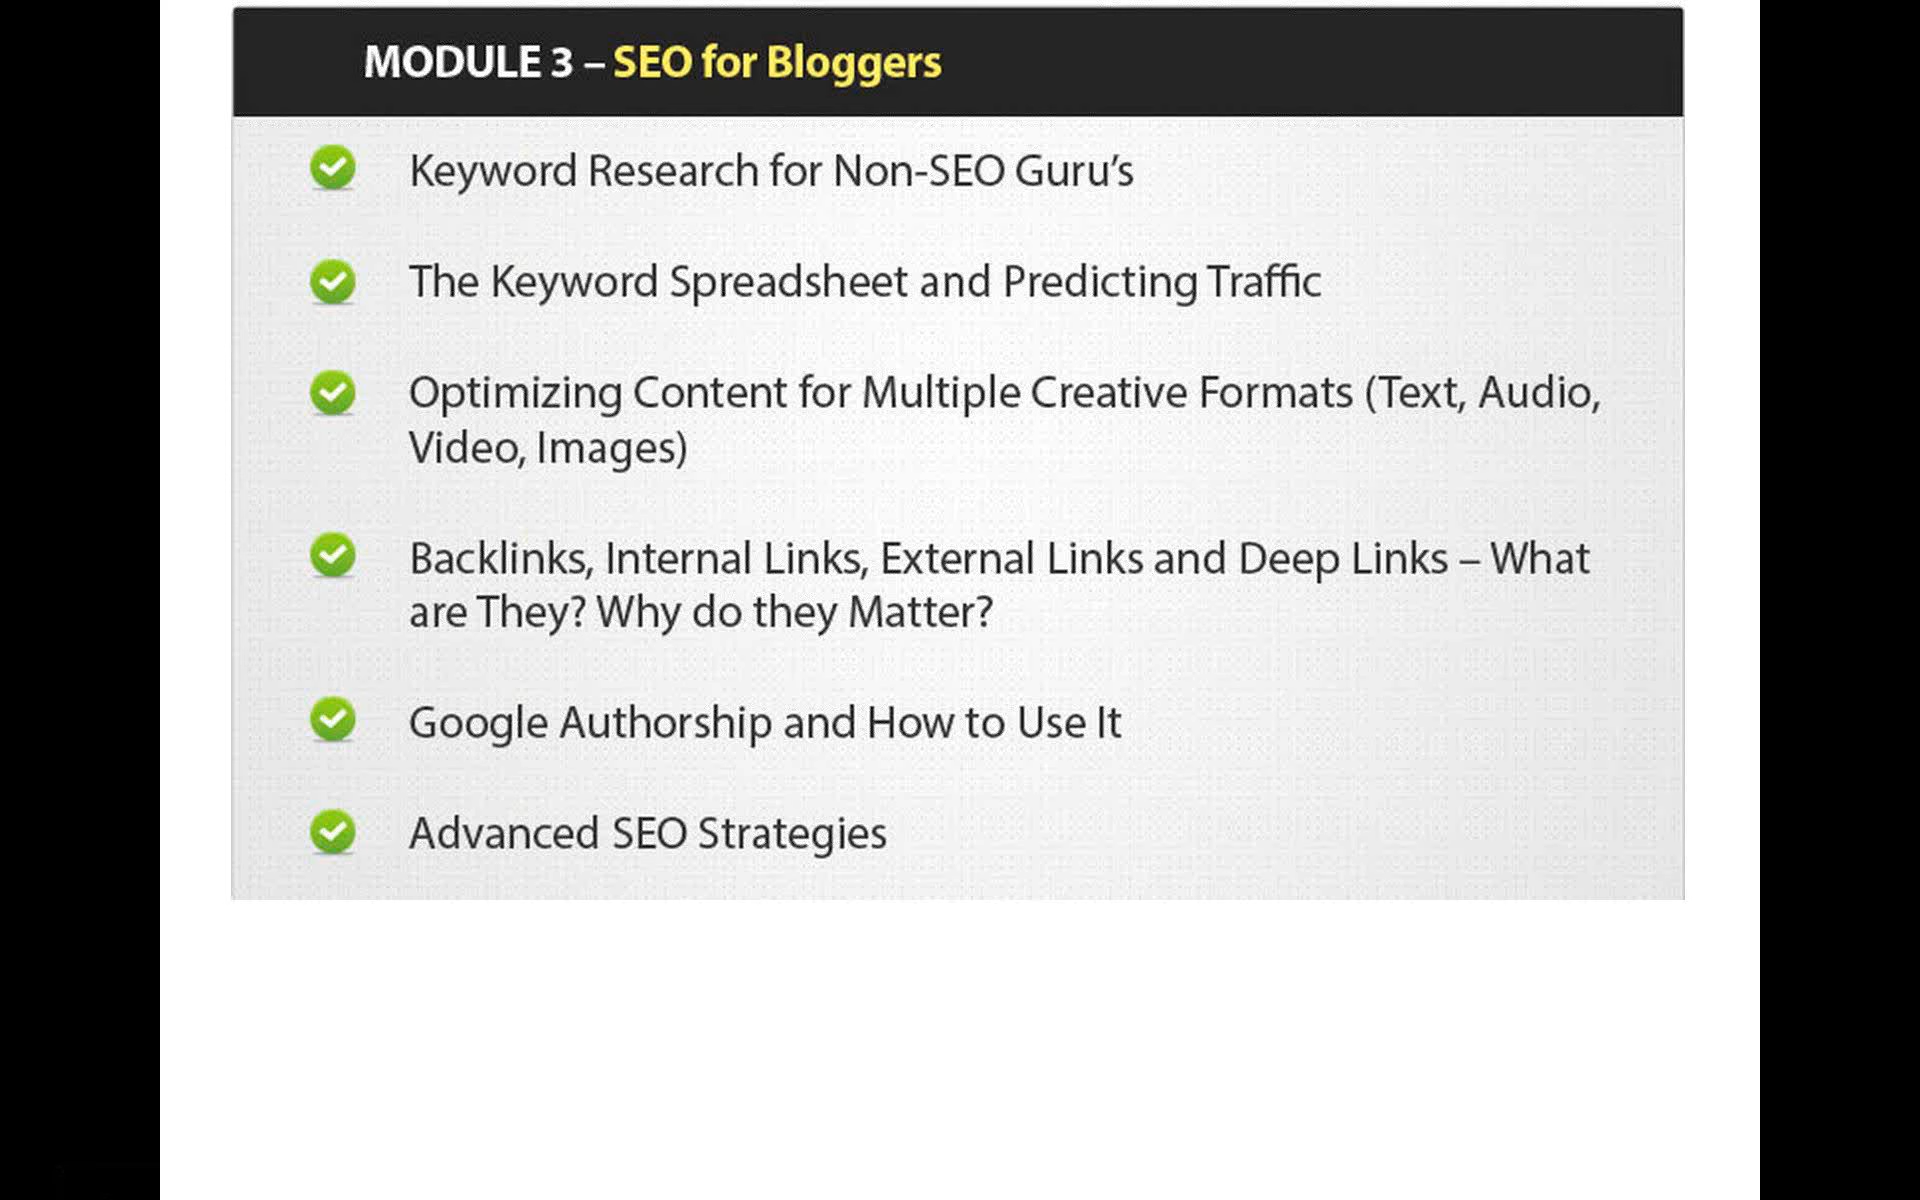 MODULE 3 – SEO for Bloggers
Keyword Research for Non-SEO Guru’s
The Keyword Spreadsheet and Predicting Traffic
Optimizing Content for Multiple Creative Formats (Text, Audio,
Video, Images)
Backlinks, Internal Links, External Links and Deep Links – What
are They? Why do they Matter?
Google Authorship and How to Use It
Advanced SEO Strategies